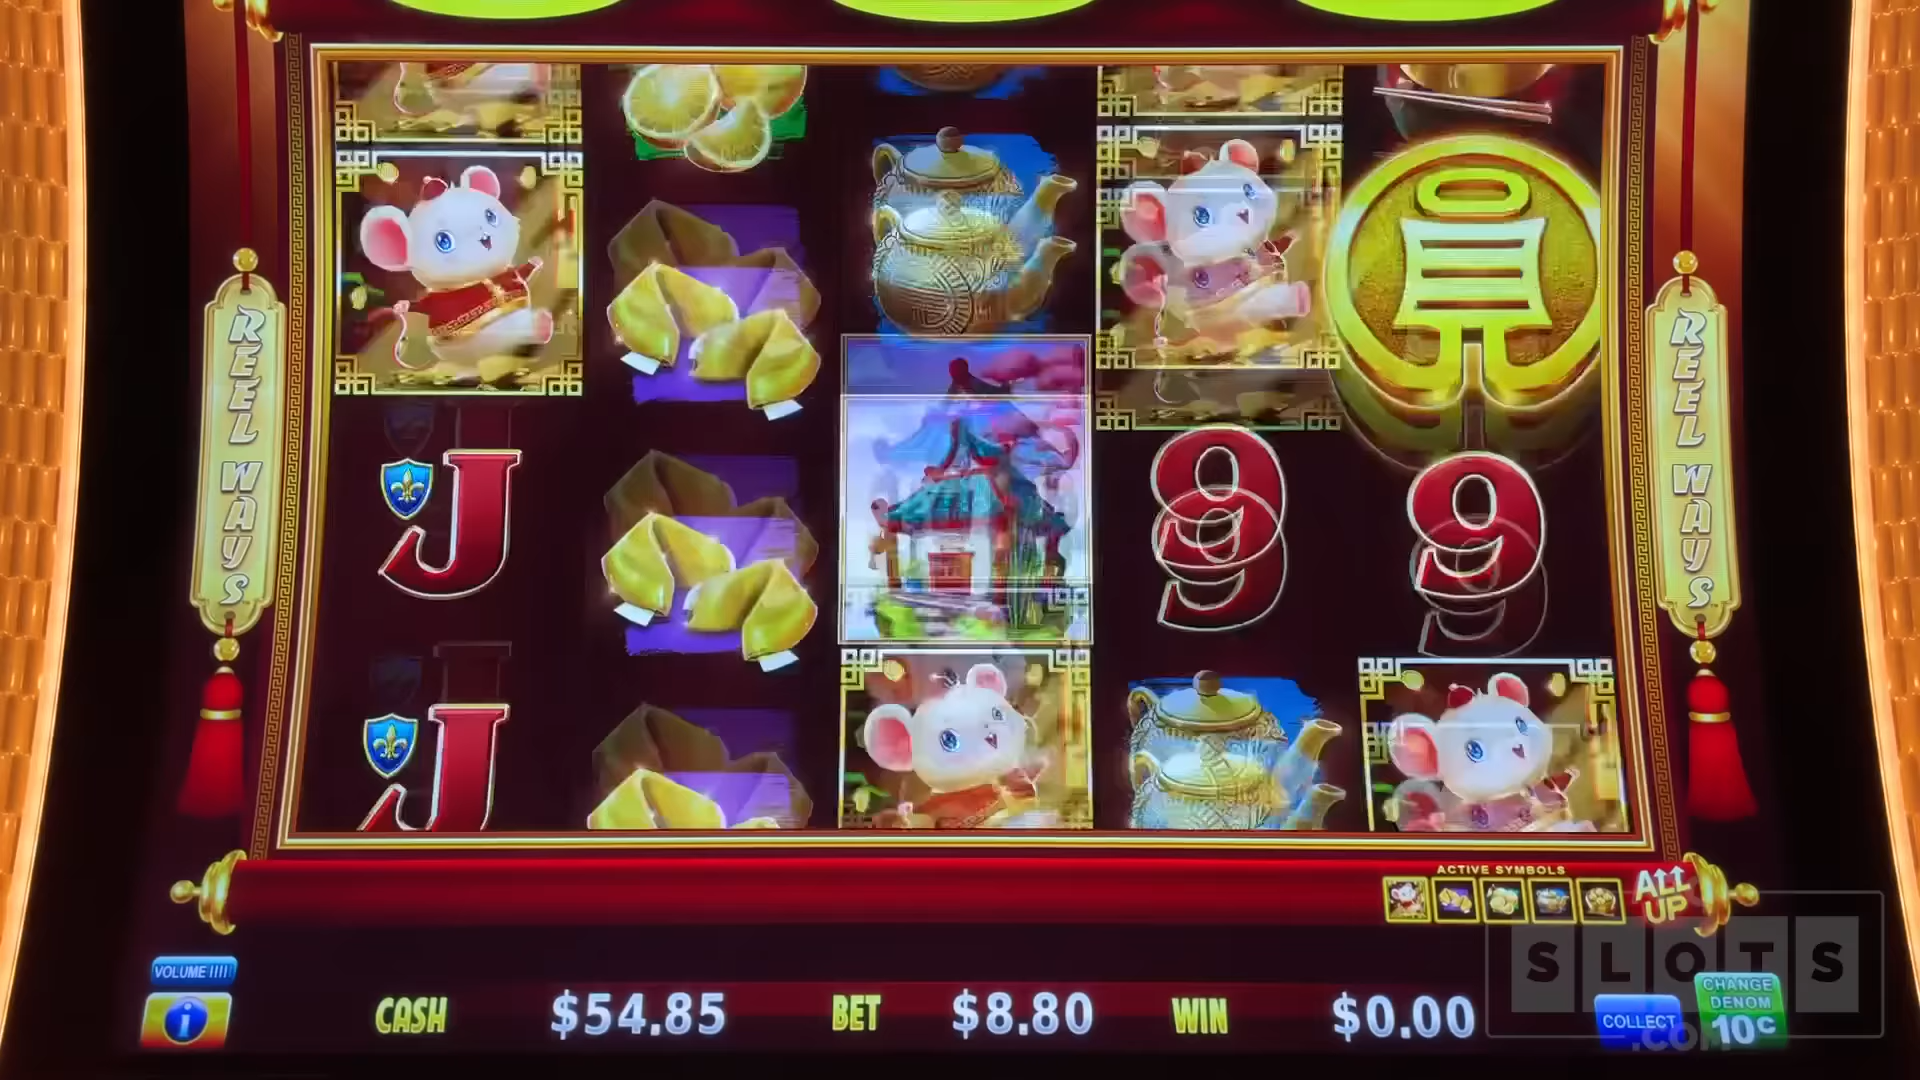 REEL WAYS
REEL WAYS
J
9
9
J
ACTIVE SYMBOLS
ALL
UP
VOLUME
SLOTS
.COM
CASH
$54.85
BET
$8.80
WIN
$0.00
COLLECT
CHANGE
DENOM
10¢
i